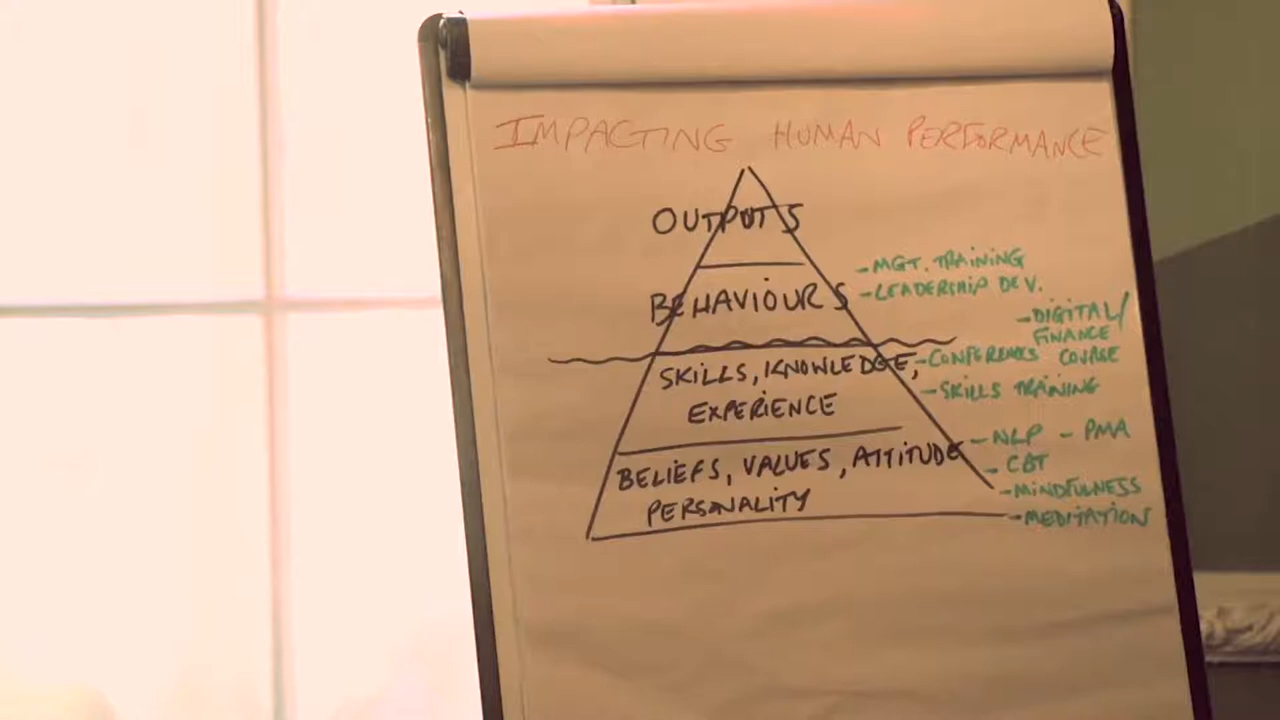 IMPACTING HUMAN PERFORMANCE
OUTPUTS
- MGT. TRAINING
BEHAVIOURS
- LEADERSHIP DEV.
- DIGITAL/
FINANCE
SKILLS, KNOWLEDGE,
- CONFERENCES COURSE
EXPERIENCE
- SKILLS TRAINING
BELIEFS, VALUES, ATTITUDE
- NLP - PMA
- CBT
PERSONALITY
- MINDFULNESS
- MEDITATION